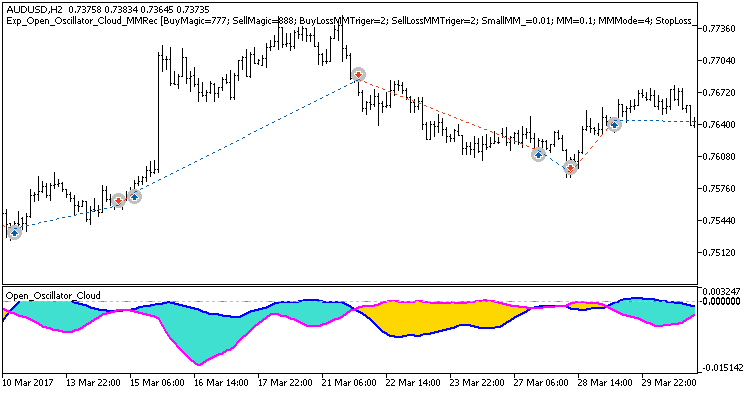 AUDUSD,H2 0.73758 0.73834 0.73645 0.73735
Exp_Open_Oscillator_Cloud_MMRec [BuyMagic=777; SellMagic=888; BuyLossMMTriger=2; SellLossMMTriger=2; SmallMM_=0.01; MM=0.1; MMMode=4; StopLoss_
0.77360
0.77040
0.76720
0.76400
0.76080
0.75760
0.75440
0.75120
Open_Oscillator_Cloud
0.003247
0.000000
-0.015142
10 Mar 2017 13 Mar 22:00 15 Mar 06:00 16 Mar 14:00 17 Mar 22:00 21 Mar 06:00 22 Mar 14:00 23 Mar 22:00 27 Mar 06:00 28 Mar 14:00 29 Mar 22:00